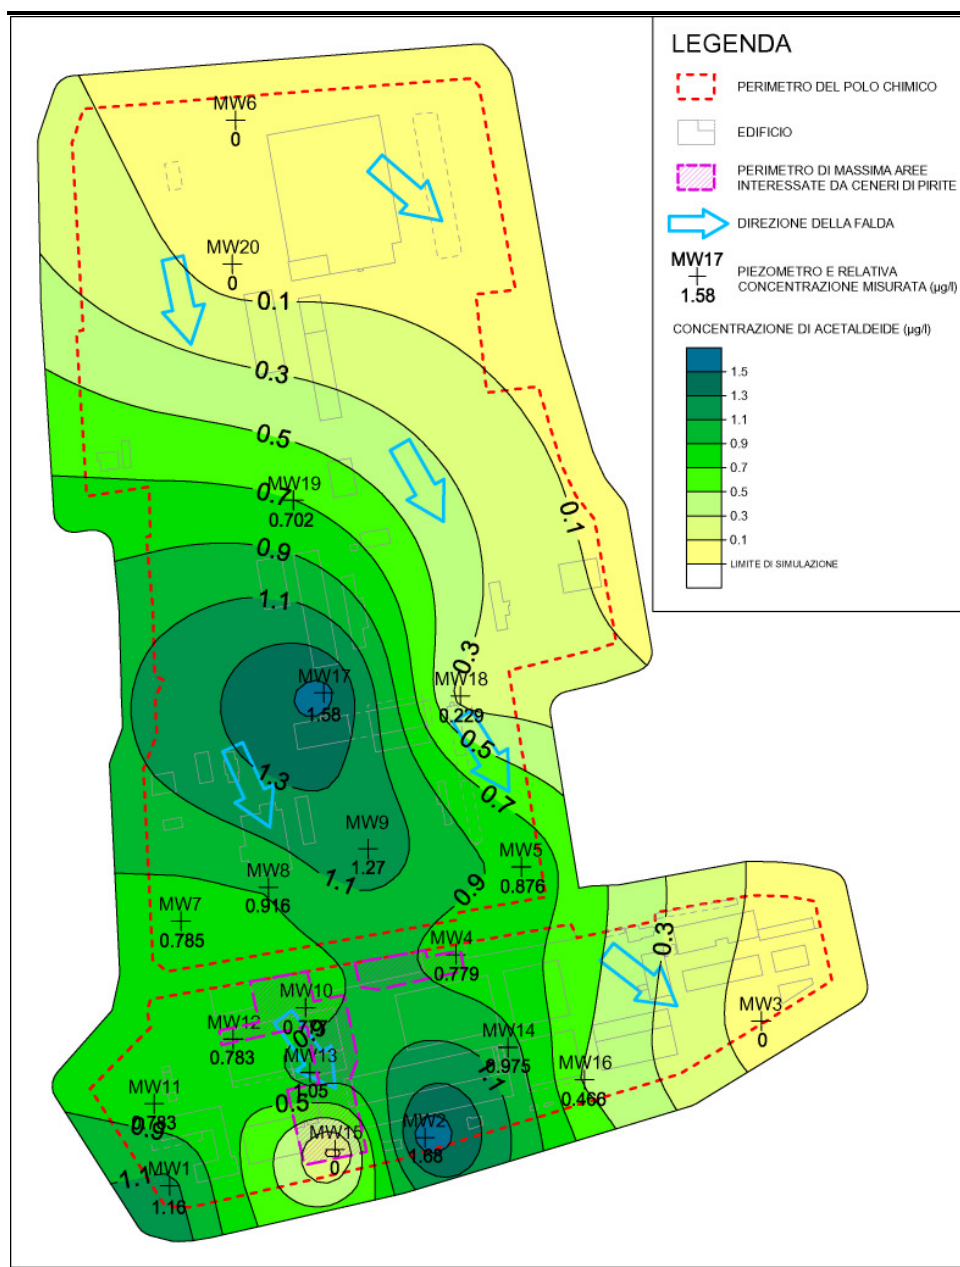 LEGENDA
PERIMETRO DEL POLO CHIMICO
EDIFICIO
PERIMETRO DI MASSIMA AREE
INTERESSATE DA CENERI DI PIRITE
DIREZIONE DELLA FALDA
MW17
1.58
PIEZOMETRO E RELATIVA
CONCENTRAZIONE MISURATA (µg/l)
CONCENTRAZIONE DI ACETALDEIDE (µg/l)
1.5
1.3
1.1
0.9
0.7
0.5
0.3
0.1
LIMITE DI SIMULAZIONE
MW6
0
MW20
0
0.1
0.3
0.5
0.7
MW19
0.702
0.1
0.9
1.1
0.3
MW17
1.58
MW18
0.229
0.5
1.3
0.7
MW9
1.27
MW5
0.876
1.1
0.9
MW8
0.916
MW7
0.785
0.3
MW4
0.779
MW10
MW3
0
0.9
MW12
0.783
MW14
0.975
MW13
1.05
1.1
MW16
0.466
MW11
0.783
0.5
0.9
MW2
1.68
MW15
0
1.1
MW1
1.16